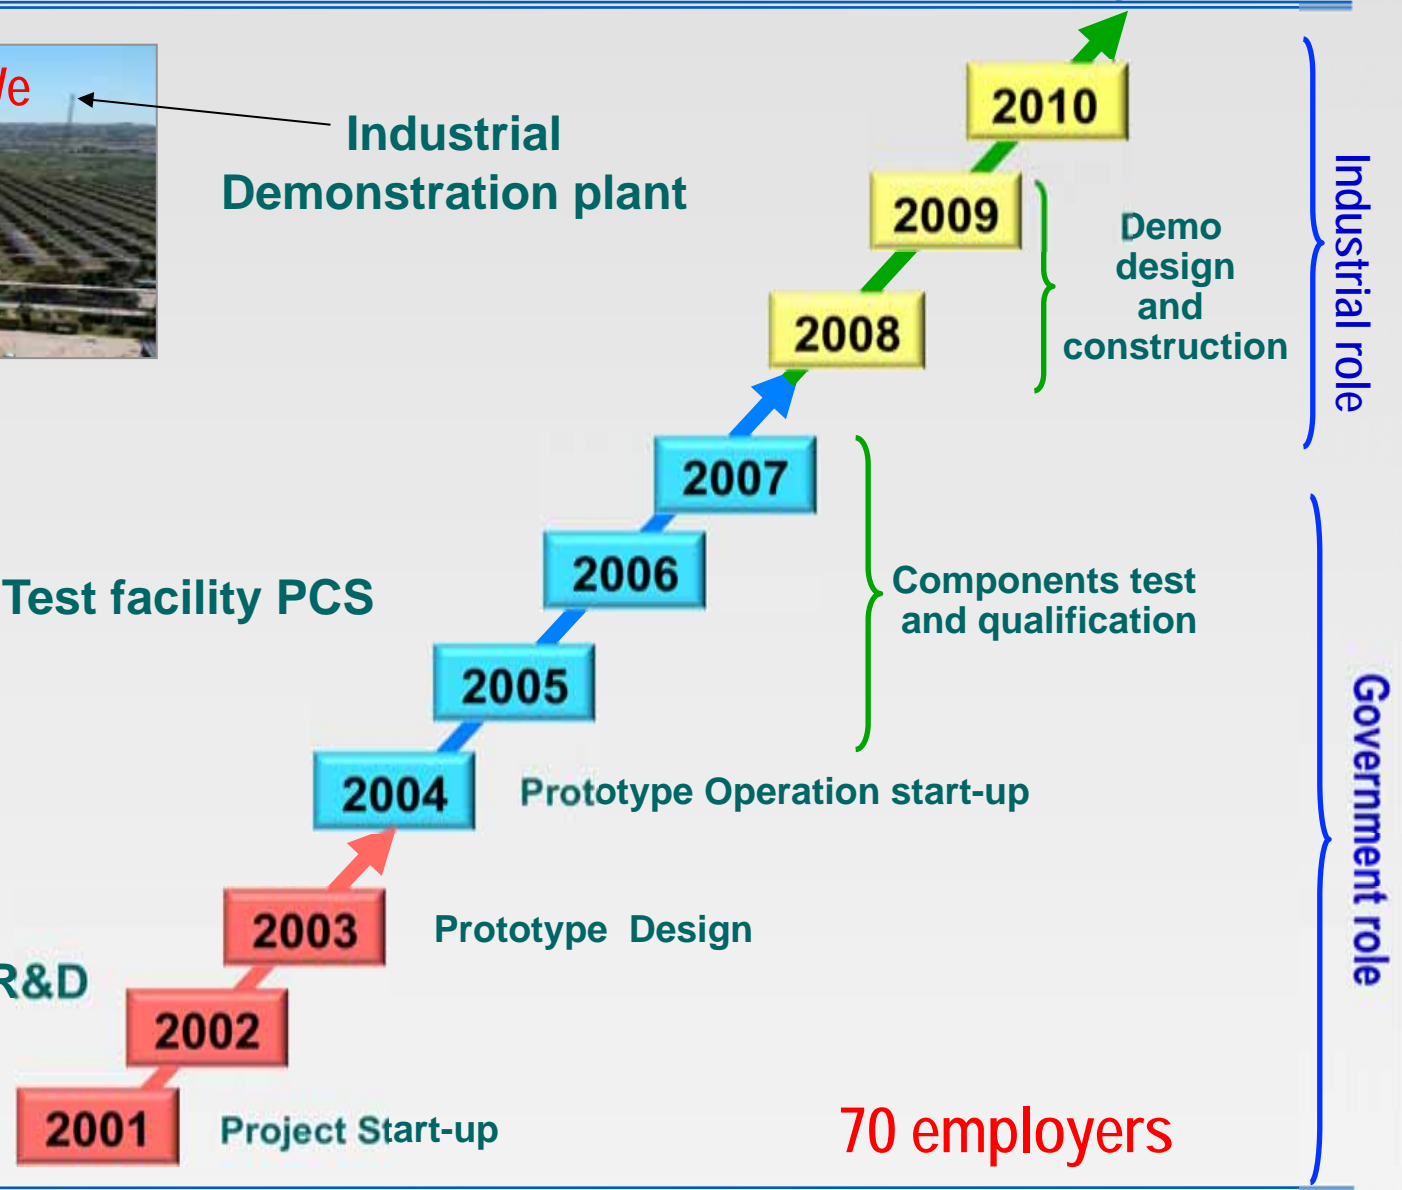 2010
Industrial
Demonstration plant
2009
Demo
design
and
construction
2008
Industrial role
2007
2006
Test facility PCS
Components test
and qualification
2005
2004
Prototype Operation start-up
Government role
2003
Prototype Design
R&D
2002
2001
Project Start-up
70 employers